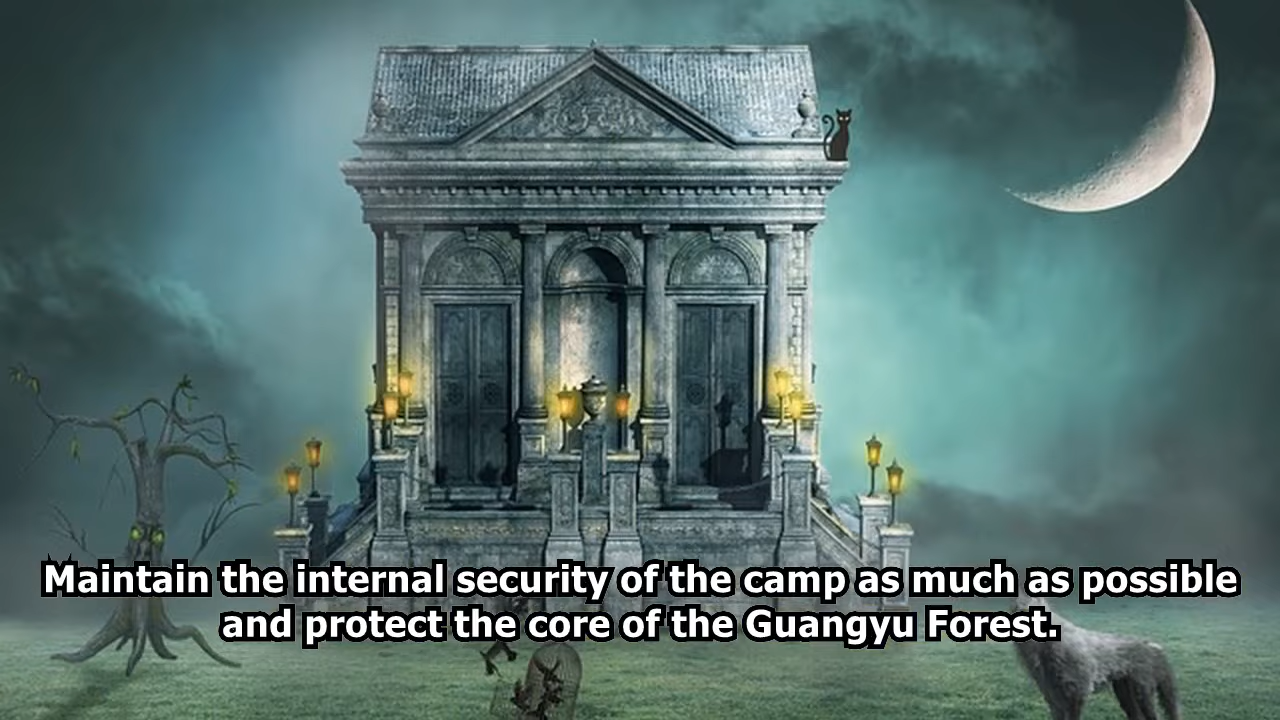 Maintain the internal security of the camp as much as possible
and protect the core of the Guangyu Forest.